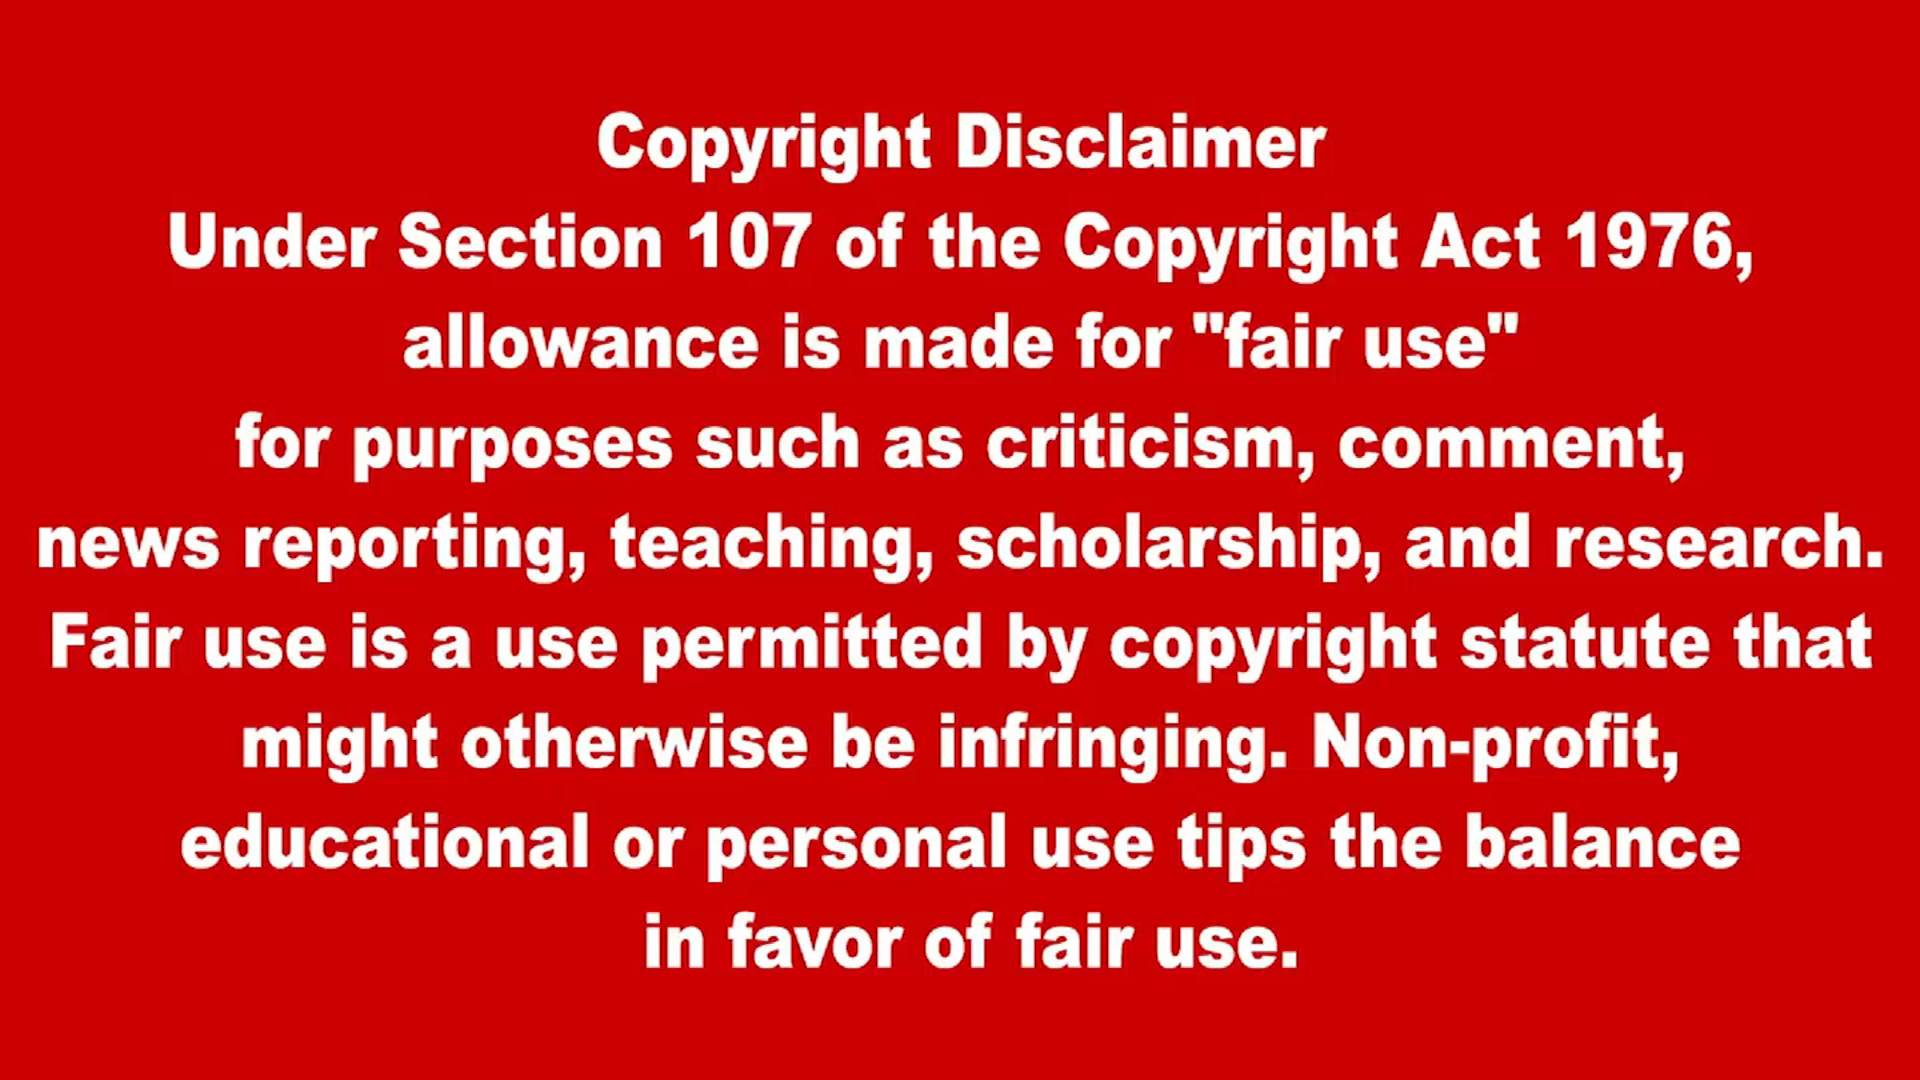 Copyright Disclaimer
Under Section 107 of the Copyright Act 1976,
allowance is made for "fair use"
for purposes such as criticism, comment,
news reporting, teaching, scholarship, and research.
Fair use is a use permitted by copyright statute that
might otherwise be infringing. Non-profit,
educational or personal use tips the balance
in favor of fair use.